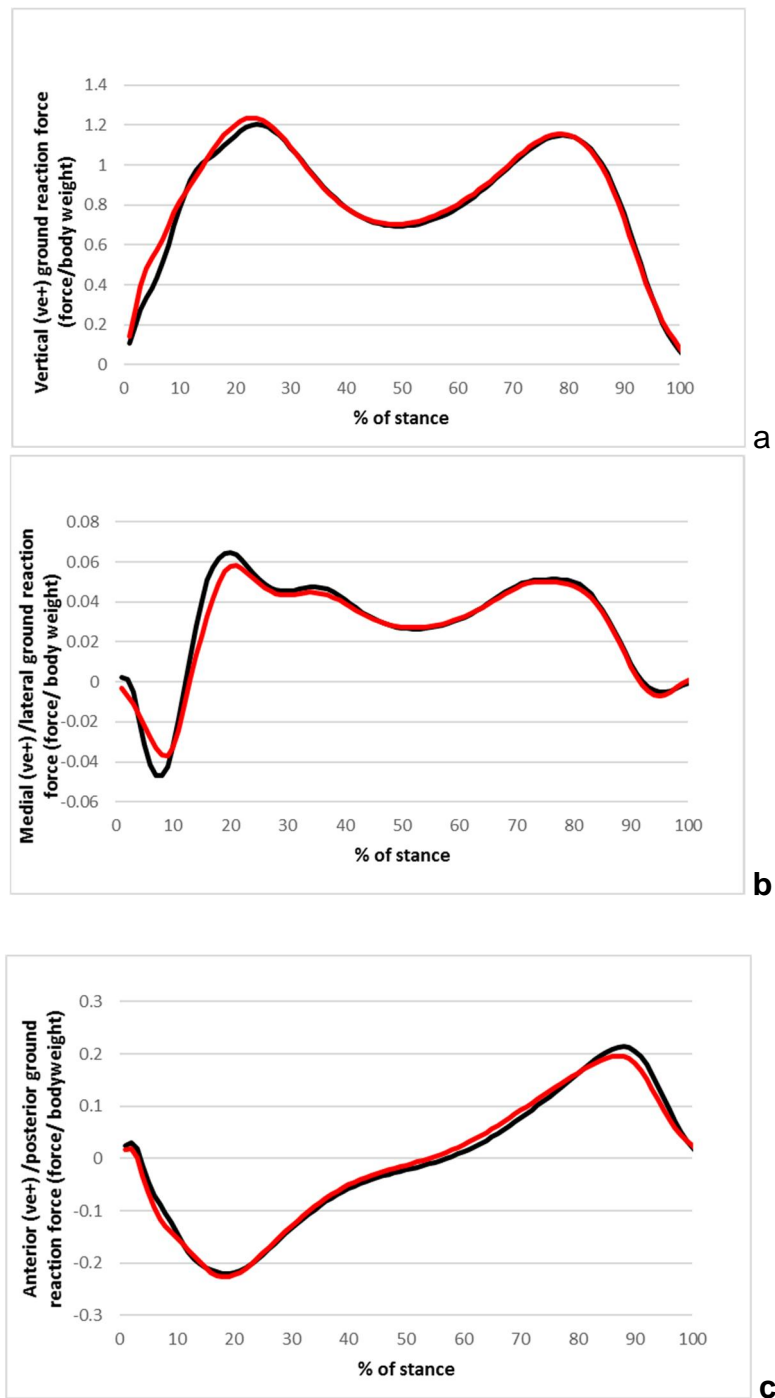 Vertical (ve+) ground reaction force
(force/body weight)
1.4
1.2
1
0.8
0.6
0.4
0.2
0
0 10 20 30 40 50 60 70 80 90 100
% of stance
a
Medial (ve+) /lateral ground reaction
force (force/ body weight)
0.08
0.06
0.04
0.02
0
-0.02
-0.04
-0.06
0 10 20 30 40 50 60 70 80 90 100
% of stance
b
Anterior (ve+) /posterior ground
reaction force (force/ bodyweight)
0.3
0.2
0.1
0
-0.1
-0.2
-0.3
0 10 20 30 40 50 60 70 80 90 100
% of stance
c